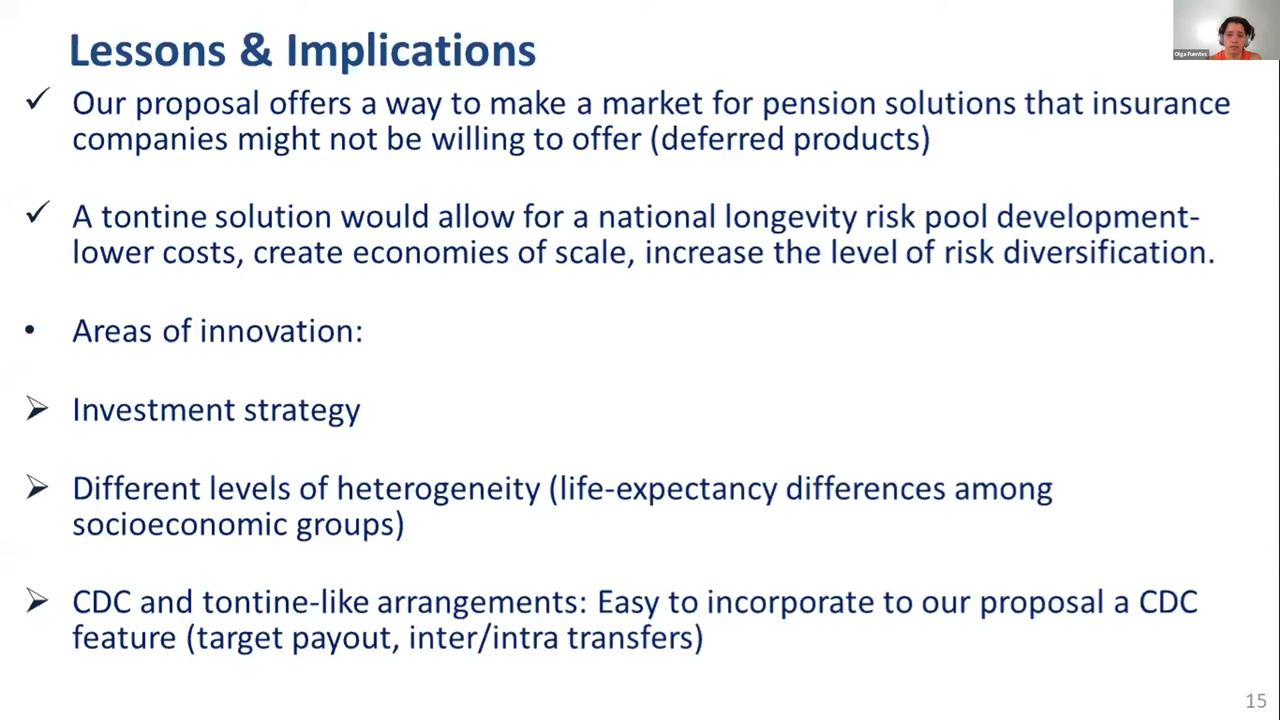 Lessons & Implications
Olga Fuentes
✓ Our proposal offers a way to make a market for pension solutions that insurance
companies might not be willing to offer (deferred products)
✓ A tontine solution would allow for a national longevity risk pool development-
lower costs, create economies of scale, increase the level of risk diversification.
• Areas of innovation:
➢ Investment strategy
➢ Different levels of heterogeneity (life-expectancy differences among
socioeconomic groups)
➢ CDC and tontine-like arrangements: Easy to incorporate to our proposal a CDC
feature (target payout, inter/intra transfers)
15